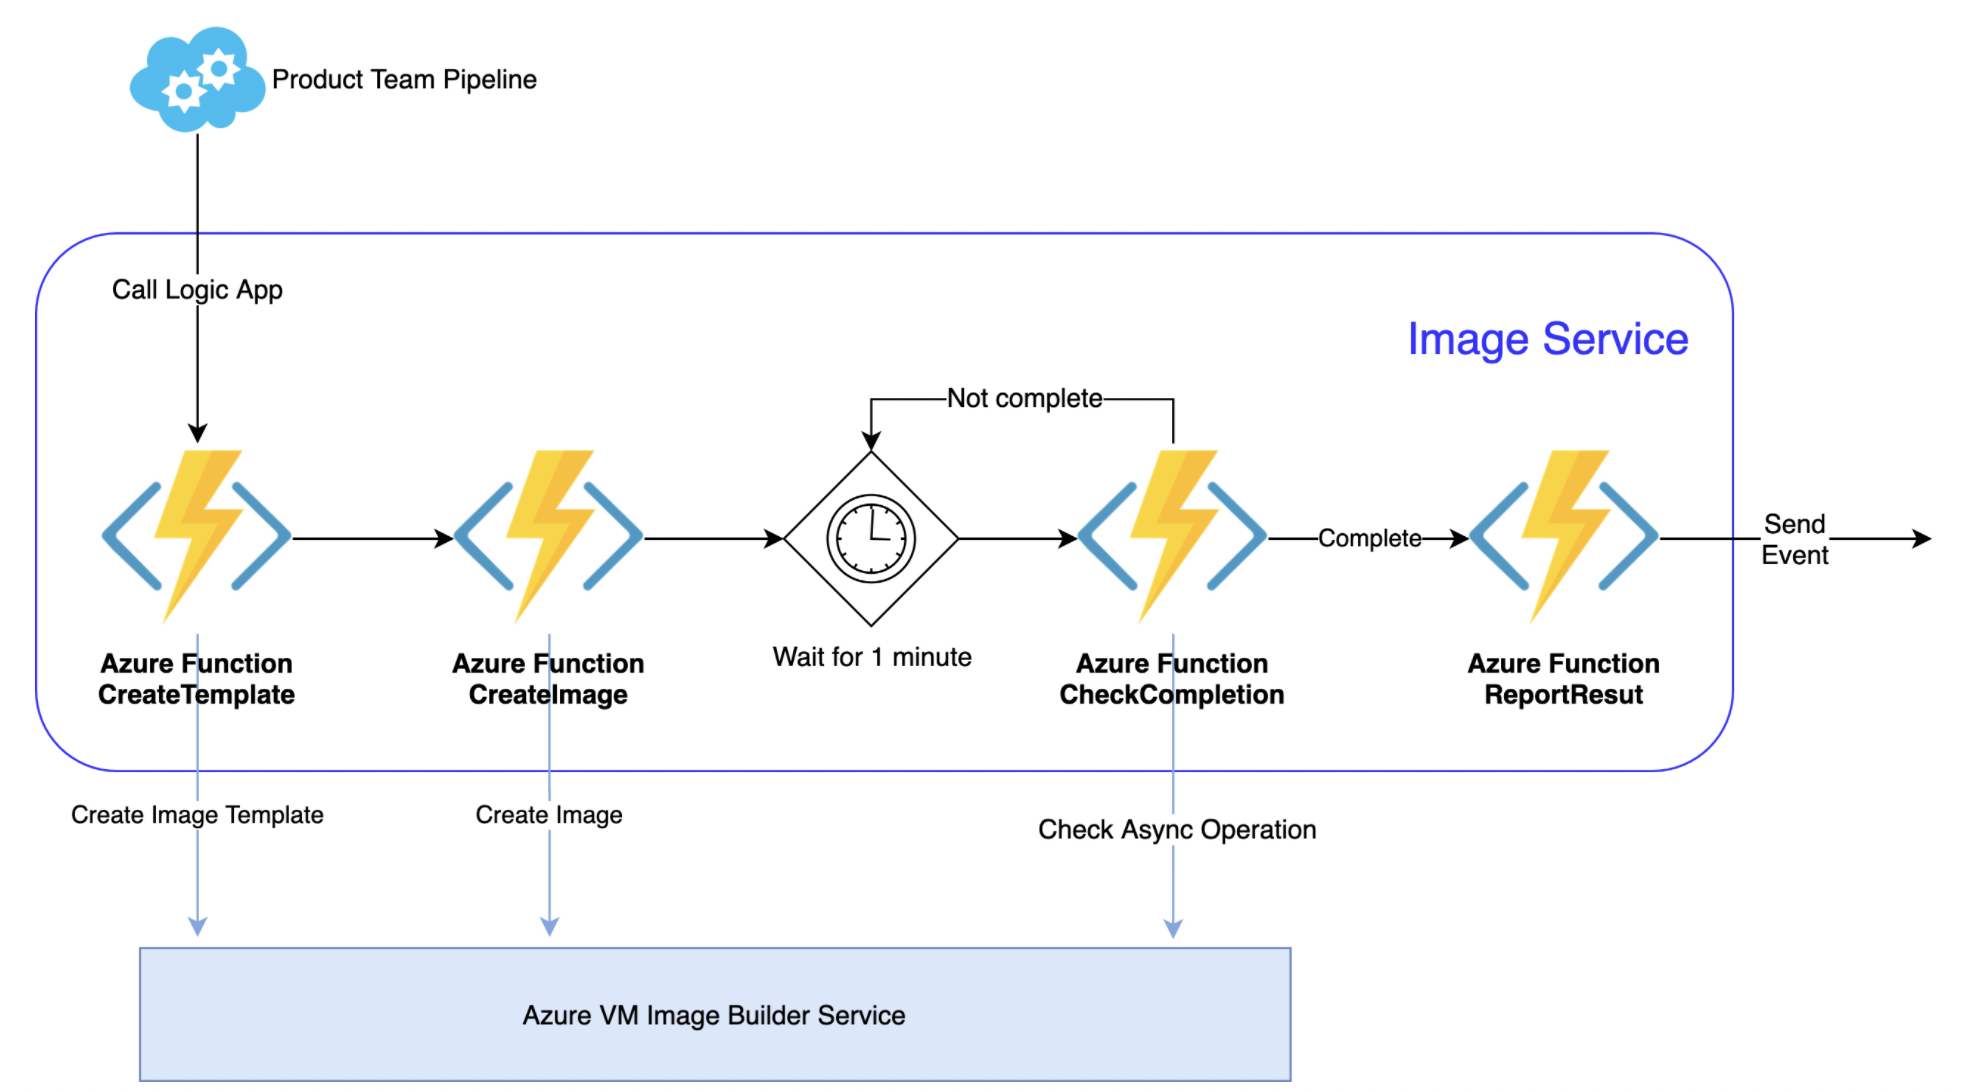 Product Team Pipeline
Call Logic App
Image Service
Not complete
Complete
Send
Event
Azure Function
CreateTemplate
Azure Function
CreateImage
Wait for 1 minute
Azure Function
CheckCompletion
Azure Function
ReportResut
Create Image Template
Create Image
Check Async Operation
Azure VM Image Builder Service